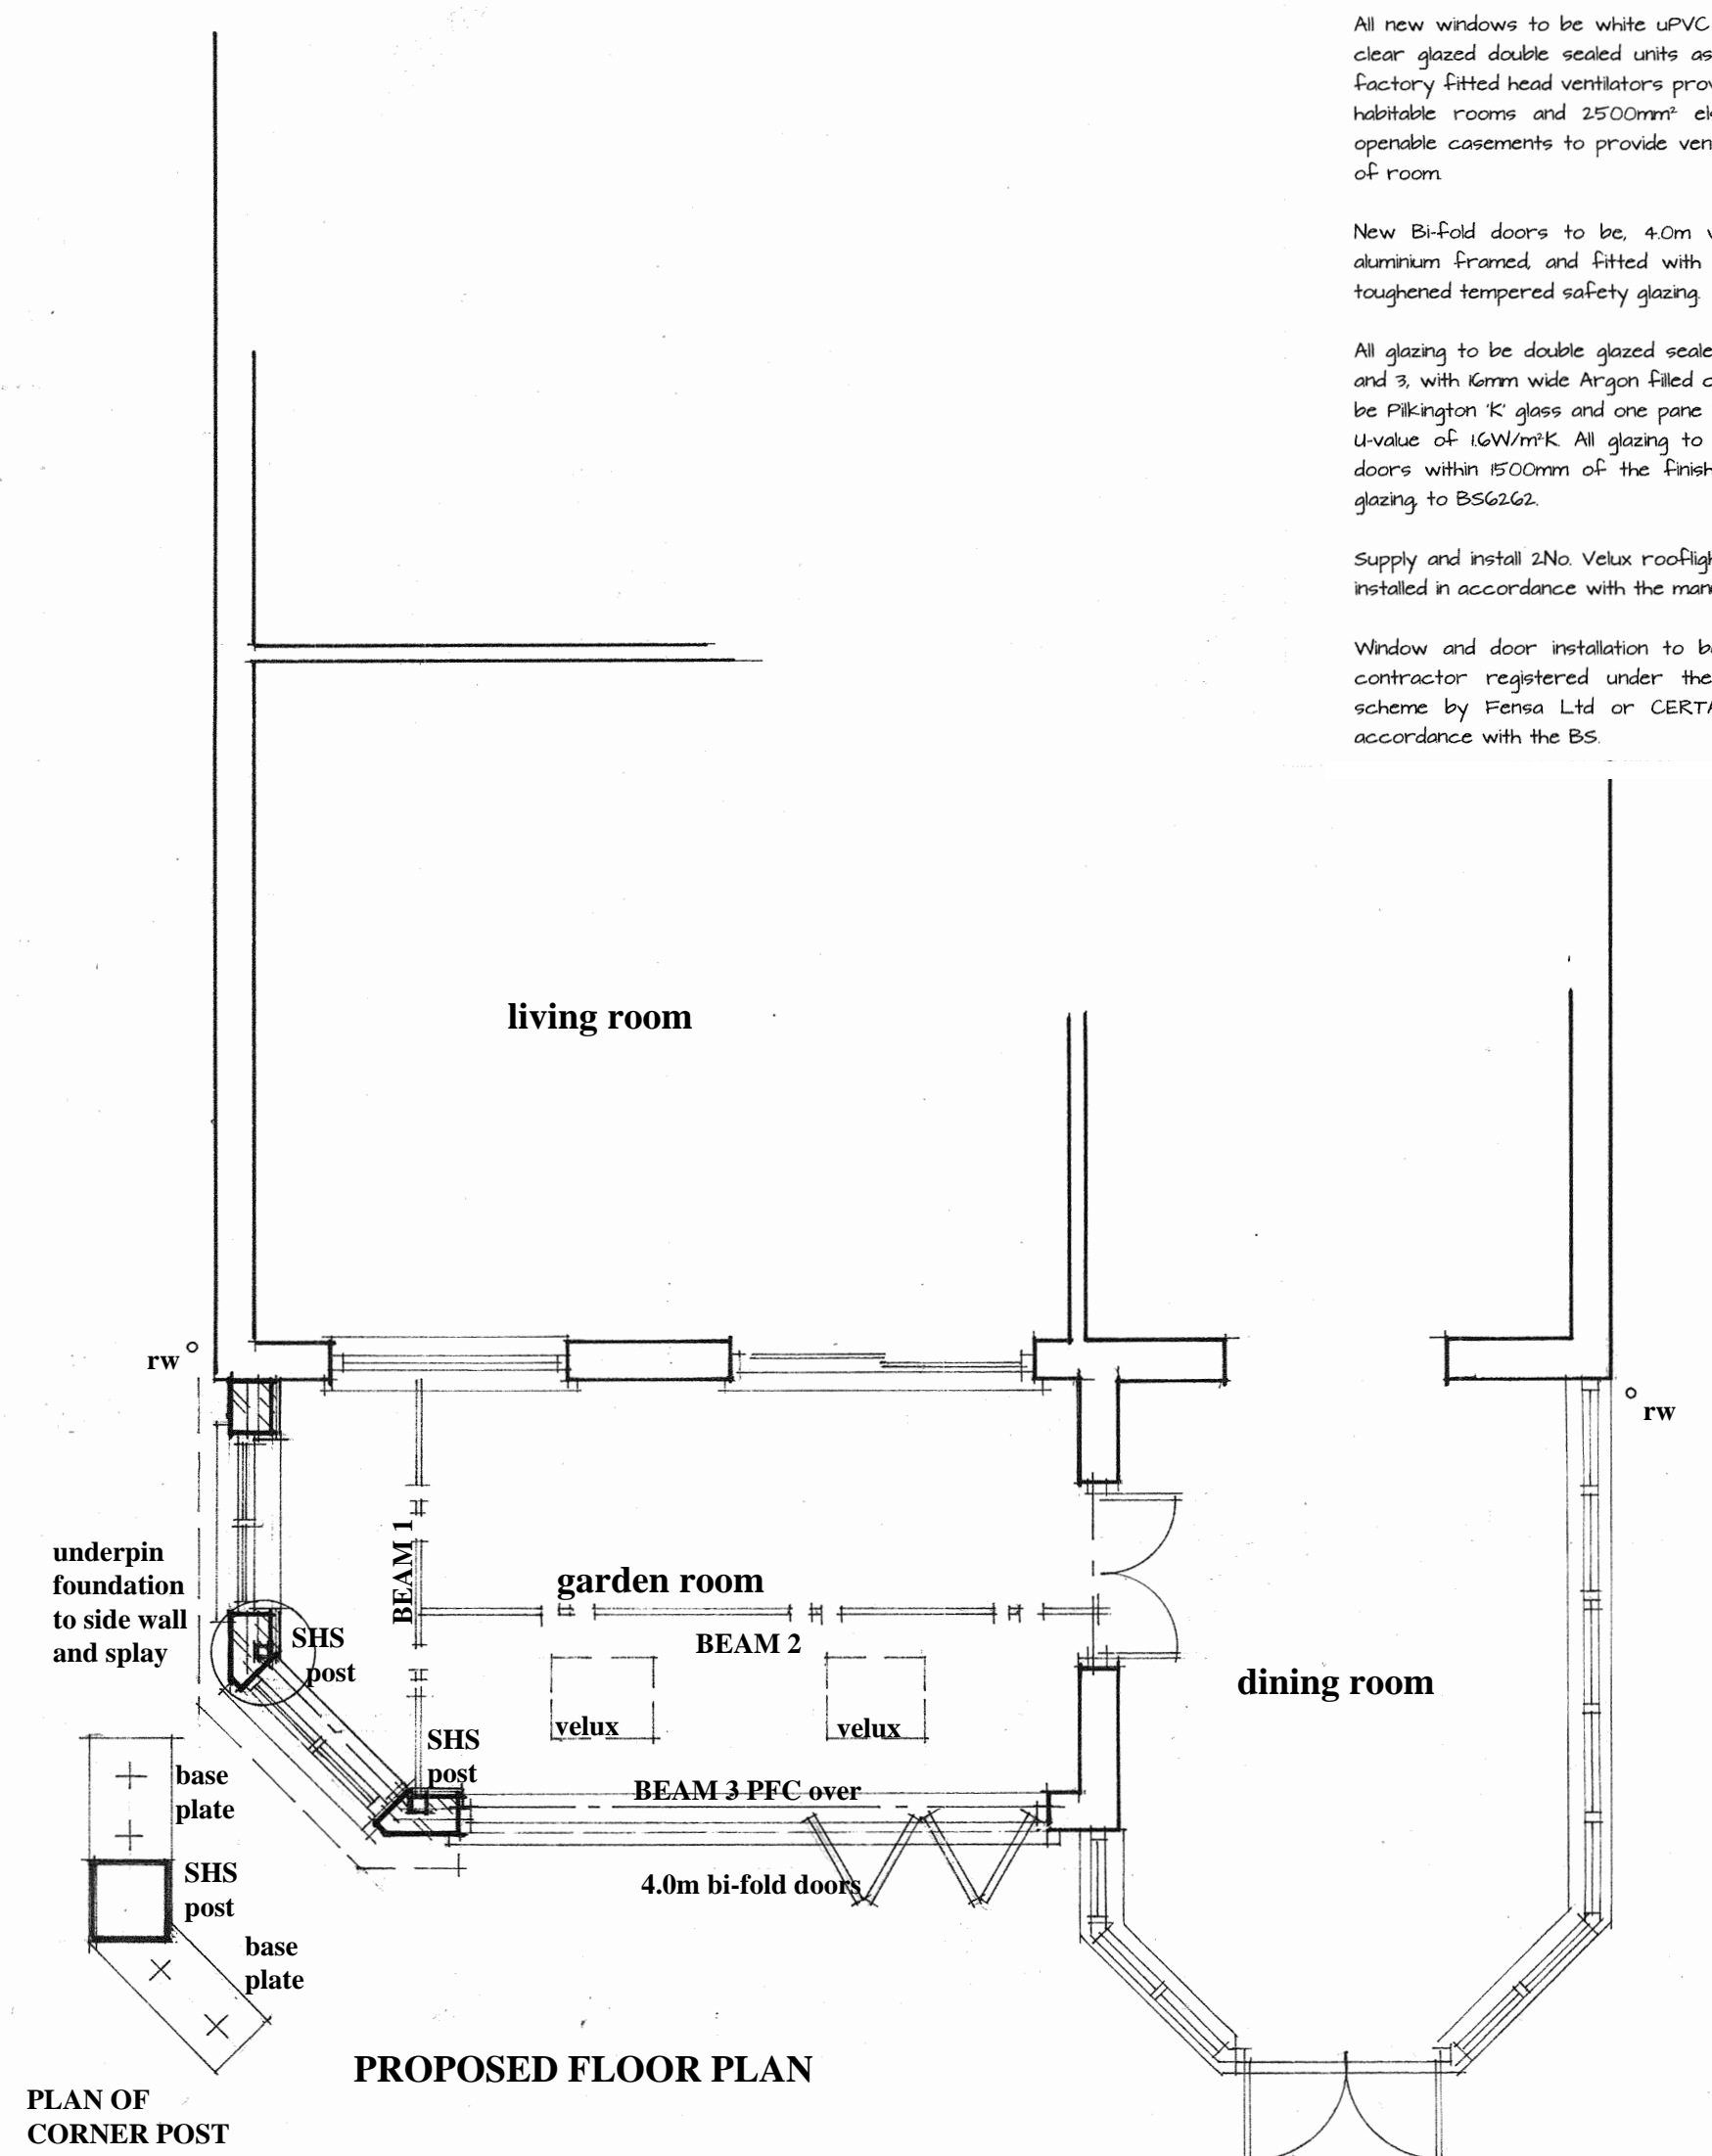 All new windows to be white uPVC
clear glazed double sealed units as
factory fitted head ventilators prov
habitable rooms and 2500mm² el
openable casements to provide ven
of room.
New Bi-fold doors to be, 4.0m
aluminium framed, and fitted with
toughened tempered safety glazing.
All glazing to be double glazed seale
and 3, with 16mm wide Argon filled
be Pilkington 'K' glass and one pane
U-value of 1.6W/m²K. All glazing to
doors within 1500mm of the finish
glazing, to BS6262.
Supply and install 2No. Velux rooflig
installed in accordance with the man
Window and door installation to b
contractor registered under the
scheme by Fensa Ltd or CERTA
accordance with the BS.
living room
rw
rw
underpin
foundation
to side wall
and splay
BEAM 1
garden room
SHS
post
BEAM 2
dining room
velux
velux
SHS
post
base
plate
BEAM 3 PFC over
SHS
post
4.0m bi-fold doors
base
plate
PROPOSED FLOOR PLAN
PLAN OF
CORNER POST